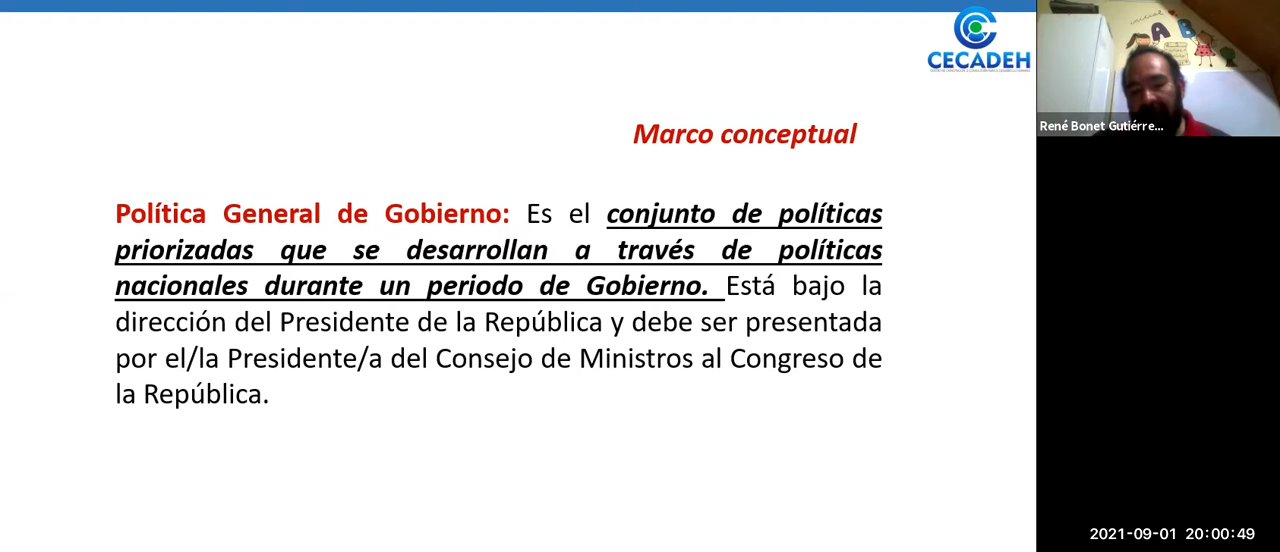 CECADEH
Marco conceptual
Política General de Gobierno: Es el conjunto de políticas
priorizadas que se desarrollan a través de políticas
nacionales durante un periodo de Gobierno. Está bajo la
dirección del Presidente de la República y debe ser presentada
por el/la Presidente/a del Consejo de Ministros al Congreso de
la República.
A B
René Bonet Gutiérre...
2021-09-01 20:00:49